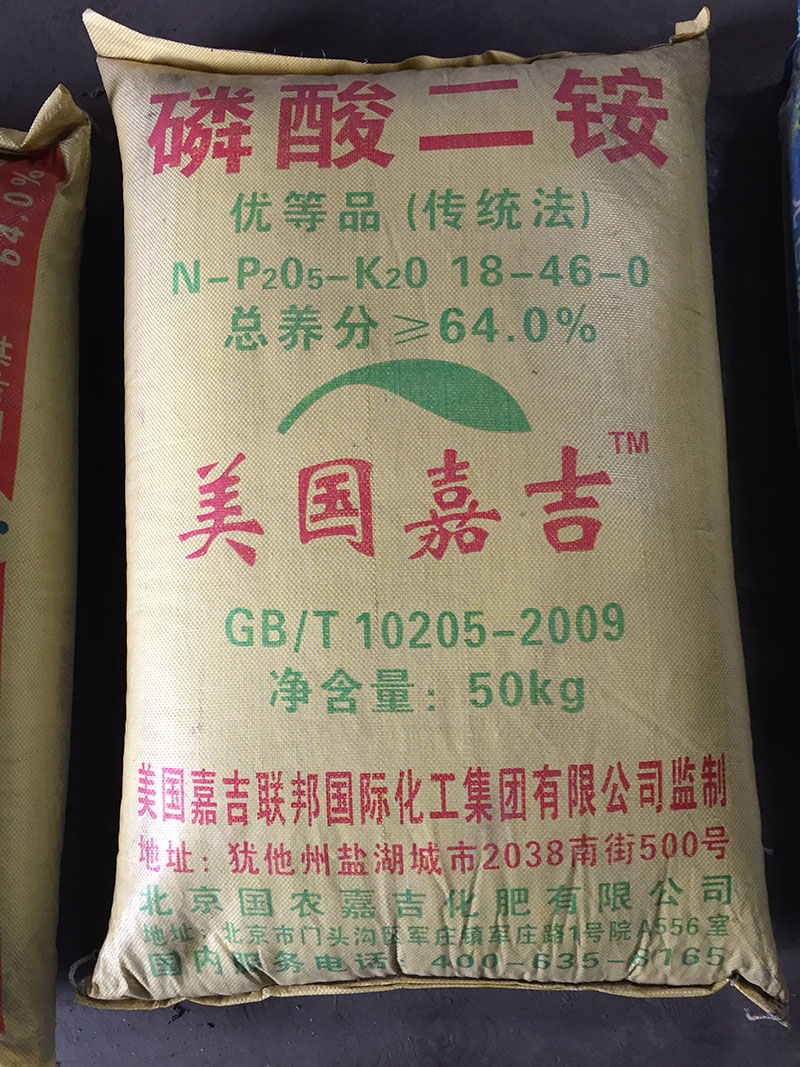 磷酸二铵
优等品(传统法)
N-P₂O₅-K₂O 18-46-0
总养分≥64.0%
美国嘉吉™
GB/T 10205-2009
净含量: 50kg
美国嘉吉联邦国际化工集团有限公司监制
地址: 犹他州盐湖城市2038南街500号
北京国农嘉吉化肥有限公司
地址: 北京市门头沟区军庄镇军庄路1号院A556室
国内服务电话 400-635-8165
64.0%